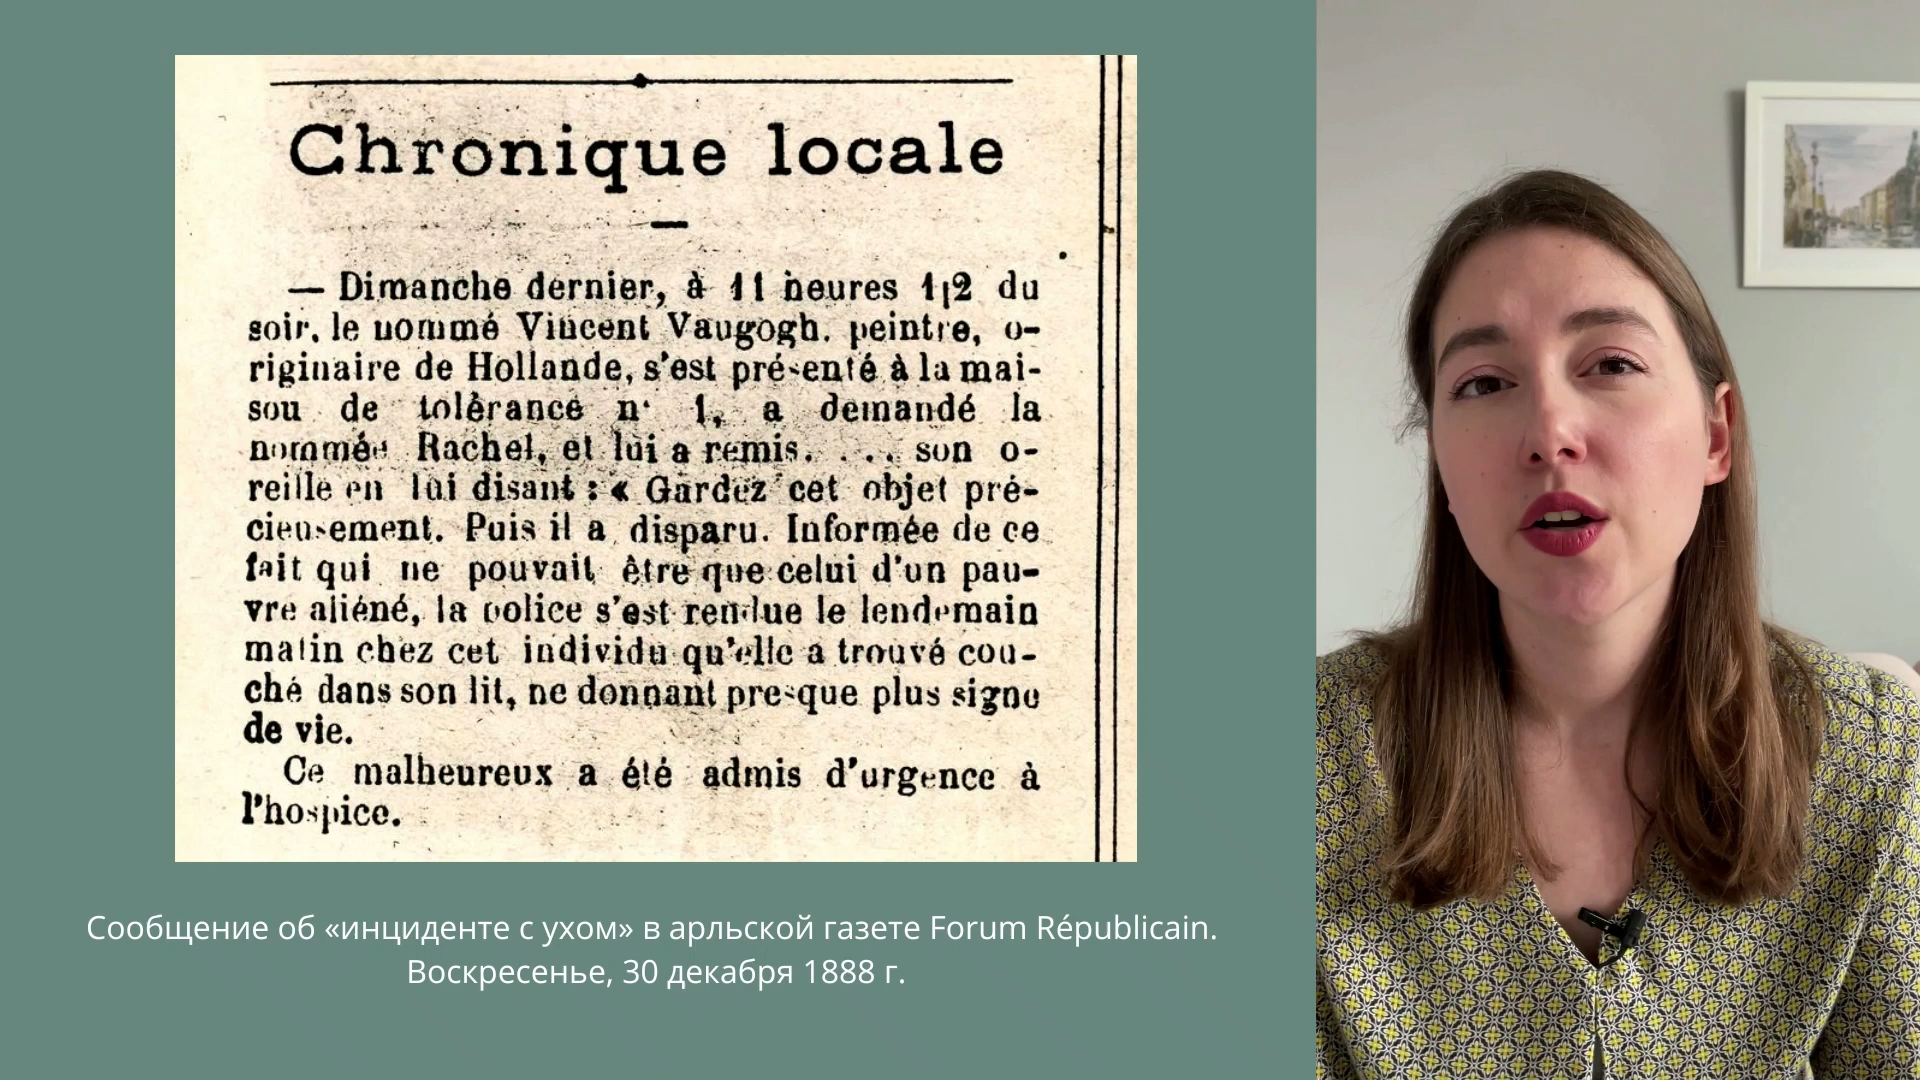 Chronique locale
— Dimanche dernier, à 11 heures 1|2 du
soir, le nommé Vincent Vaugogh, peintre, o-
riginaire de Hollande, s'est présenté à la mai-
sou de tolérance n° 1, a demandé la
nommée Rachel, et lui a remis. . . . son o-
reille en lui disant : « Gardez cet objet pré-
cieusement. Puis il a disparu. Informée de ce
fait qui ne pouvait être que celui d'un pau-
vre aliéné, la police s'est rendue le lendemain
matin chez cet individu qu'elle a trouvé cou-
ché dans son lit, ne donnant presque plus signe
de vie.
Ce malheureux a été admis d'urgence à
l'hospice.
Сообщение об «инциденте с ухом» в арльской газете Forum Républicain.
Воскресенье, 30 декабря 1888 г.